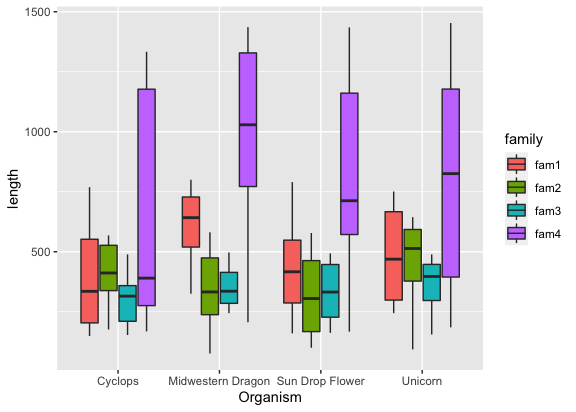 1500
1000
500
length
Cyclops Midwestern Dragon Sun Drop Flower Unicorn
Organism
family
fam1
fam2
fam3
fam4